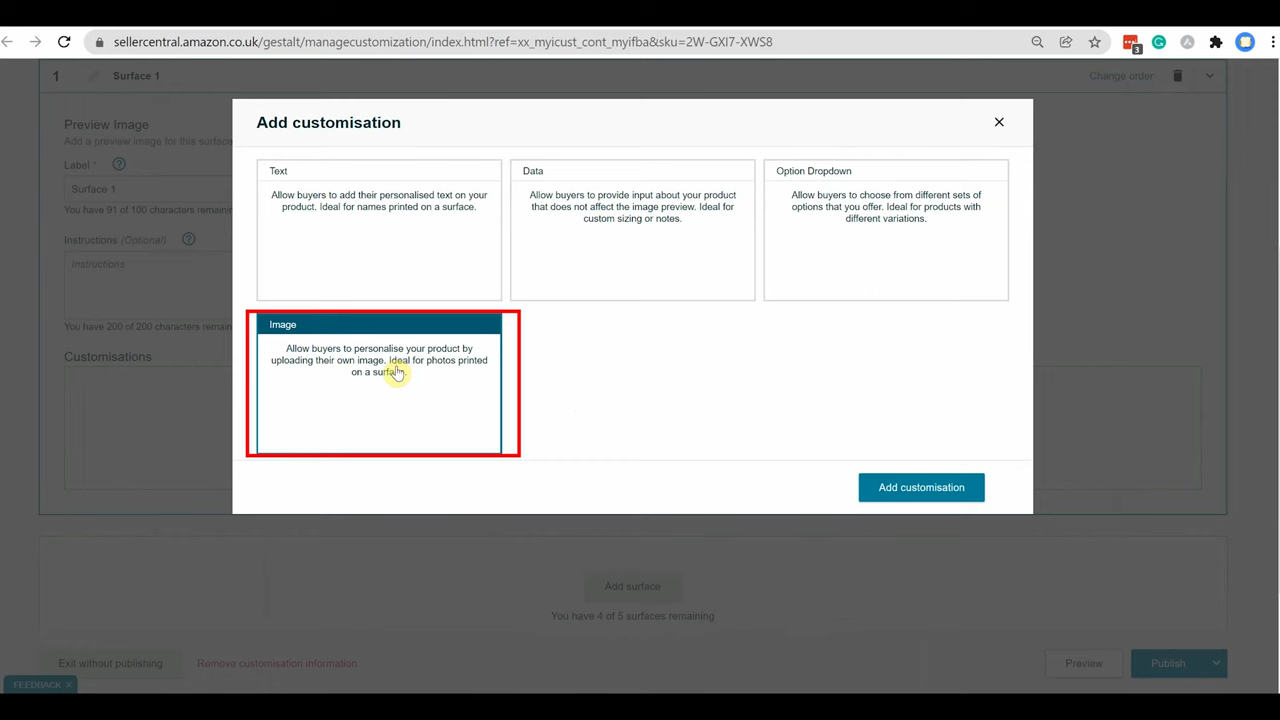 sellercentral.amazon.co.uk/gestalt/managecustomization/index.html?ref=xx_myicust_cont_myifba&sku=2W-GXI7-XWS8
3
1
Surface 1
Change order
Add customisation
Preview Image
Add a preview image for this surface
Label *
Surface 1
You have 91 of 100 characters remainin
Instructions (Optional)
Instructions
You have 200 of 200 characters remain
Customisations
Text
Allow buyers to add their personalised text on your
product. Ideal for names printed on a surface.
Data
Allow buyers to provide input about your product
that does not affect the image preview. Ideal for
custom sizing or notes.
Option Dropdown
Allow buyers to choose from different sets of
options that you offer. Ideal for products with
different variations.
Image
Allow buyers to personalise your product by
uploading their own image. Ideal for photos printed
on a surface.
Add customisation
Add surface
You have 4 of 5 surfaces remaining
Exit without publishing
Remove customisation information
Preview
Publish
FEEDBACK